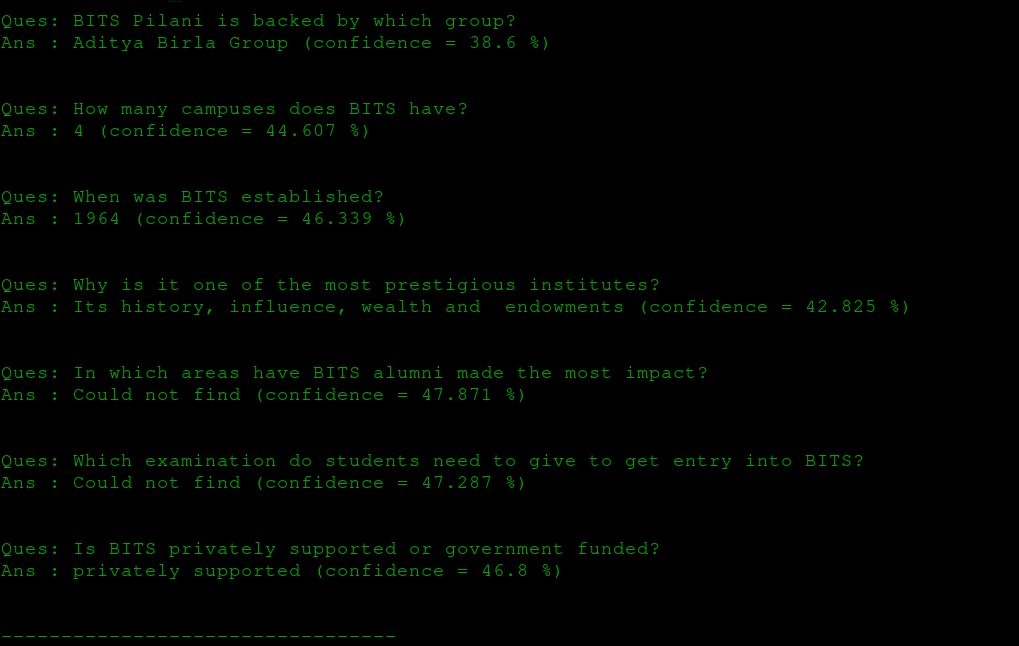 Ques: BITS Pilani is backed by which group?
Ans : Aditya Birla Group (confidence = 38.6 %)
Ques: How many campuses does BITS have?
Ans : 4 (confidence = 44.607 %)
Ques: When was BITS established?
Ans : 1964 (confidence = 46.339 %)
Ques: Why is it one of the most prestigious institutes?
Ans : Its history, influence, wealth and  endowments (confidence = 42.825 %)
Ques: In which areas have BITS alumni made the most impact?
Ans : Could not find (confidence = 47.871 %)
Ques: Which examination do students need to give to get entry into BITS?
Ans : Could not find (confidence = 47.287 %)
Ques: Is BITS privately supported or government funded?
Ans : privately supported (confidence = 46.8 %)
---------------------------------